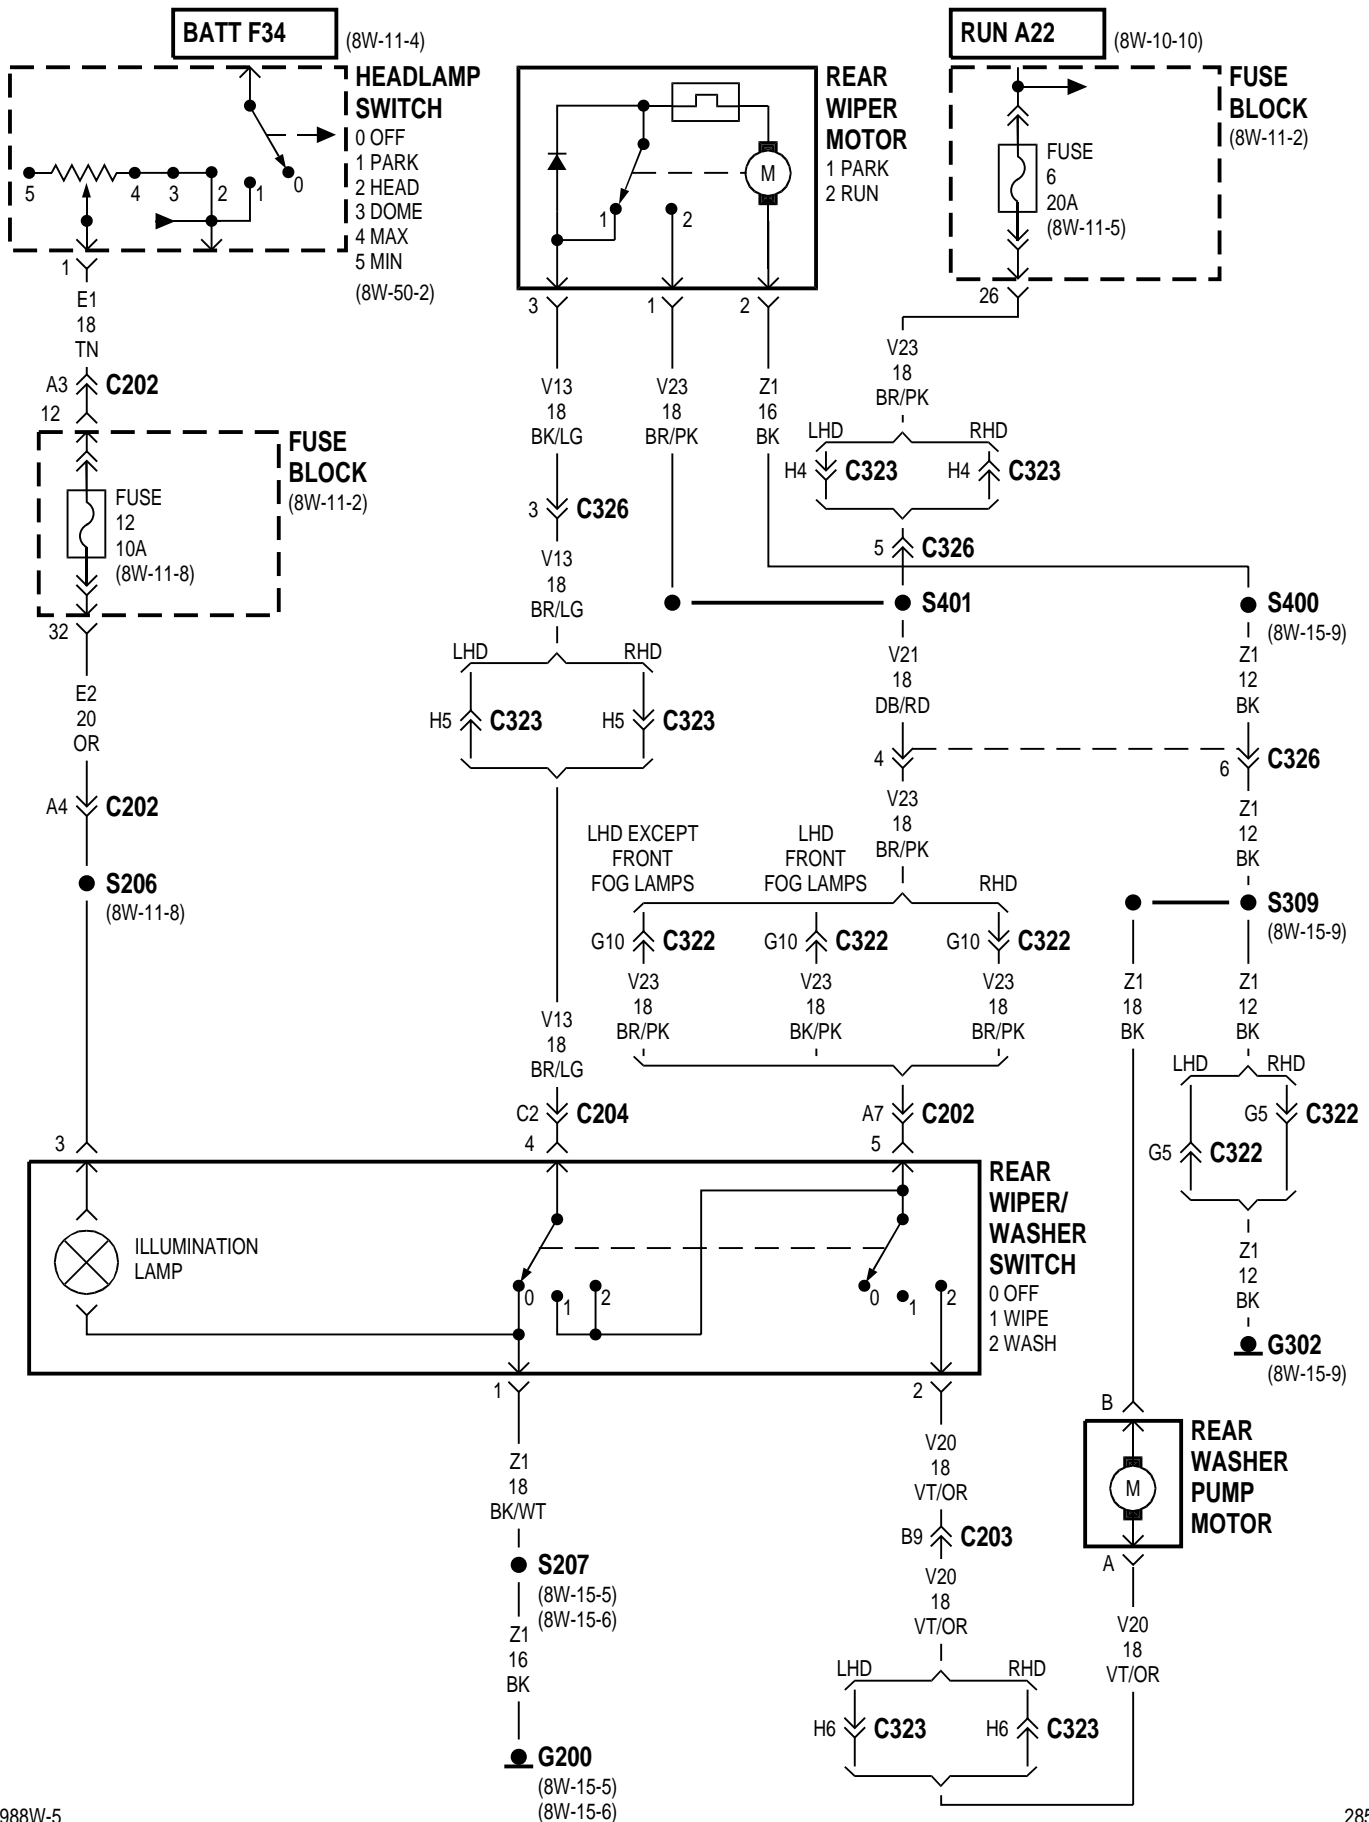 BATT F34
(8W-11-4)
HEADLAMP
SWITCH
0 OFF
1 PARK
2 HEAD
3 DOME
4 MAX
5 MIN
(8W-50-2)
5
4
3
2
1
0
1
E1
18
TN
A3
C202
12
FUSE
BLOCK
(8W-11-2)
FUSE
12
10A
(8W-11-8)
32
E2
20
OR
A4
C202
S206
(8W-11-8)
3
REAR
WIPER
MOTOR
1 PARK
2 RUN
M
1
2
3
1
2
V13
18
BK/LG
V23
18
BR/PK
Z1
16
BK
3
C326
V13
18
BR/LG
LHD
RHD
H5
C323
H5
C323
V13
18
BR/LG
C2
C204
4
RUN A22
(8W-10-10)
FUSE
BLOCK
(8W-11-2)
FUSE
6
20A
(8W-11-5)
26
V23
18
BR/PK
LHD
RHD
H4
C323
H4
C323
5
C326
S401
S400
(8W-15-9)
V21
18
DB/RD
Z1
12
BK
4
6
C326
V23
18
BR/PK
Z1
12
BK
LHD EXCEPT
FRONT
FOG LAMPS
LHD
FRONT
FOG LAMPS
RHD
G10
C322
G10
C322
G10
C322
V23
18
BR/PK
V23
18
BK/PK
V23
18
BR/PK
A7
C202
5
S309
(8W-15-9)
Z1
18
BK
Z1
12
BK
LHD
RHD
G5
C322
G5
C322
Z1
12
BK
G302
(8W-15-9)
REAR
WIPER/
WASHER
SWITCH
0 OFF
1 WIPE
2 WASH
ILLUMINATION
LAMP
0
1
2
0
1
2
1
2
Z1
18
BK/WT
S207
(8W-15-5)
(8W-15-6)
Z1
16
BK
G200
(8W-15-5)
(8W-15-6)
V20
18
VT/OR
B9
C203
V20
18
VT/OR
LHD
RHD
H6
C323
H6
C323
B
REAR
WASHER
PUMP
MOTOR
M
A
V20
18
VT/OR
988W-5
285